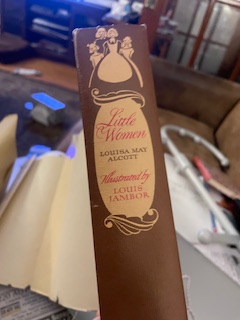 Little
Women
LOUISA MAY
ALCOTT
Illustrated by
LOUIS
JAMBOR